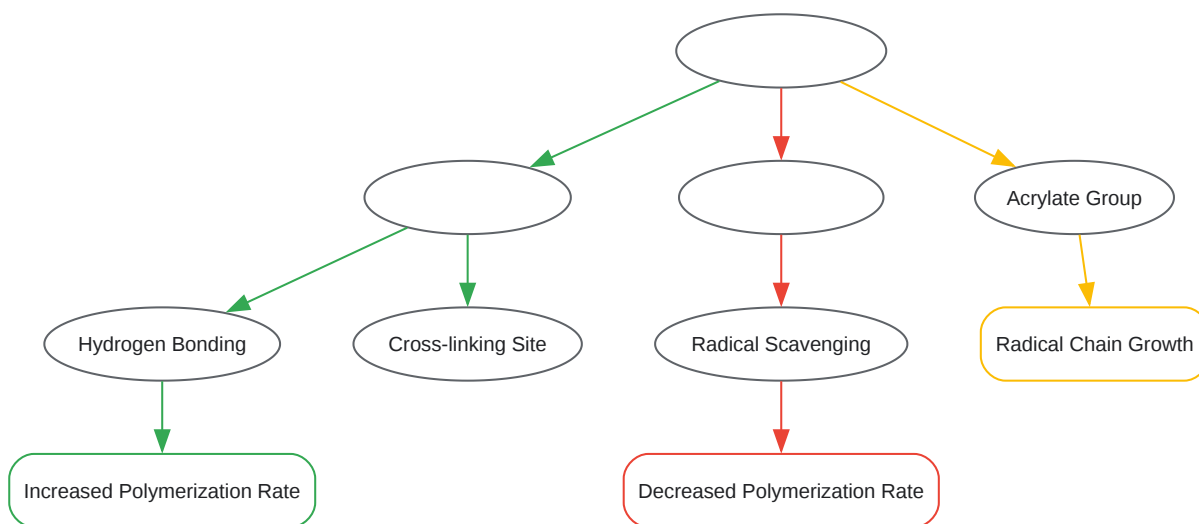 Acrylate Group
Hydrogen Bonding
Cross-linking Site
Radical Scavenging
Radical Chain Growth
Increased Polymerization Rate
Decreased Polymerization Rate